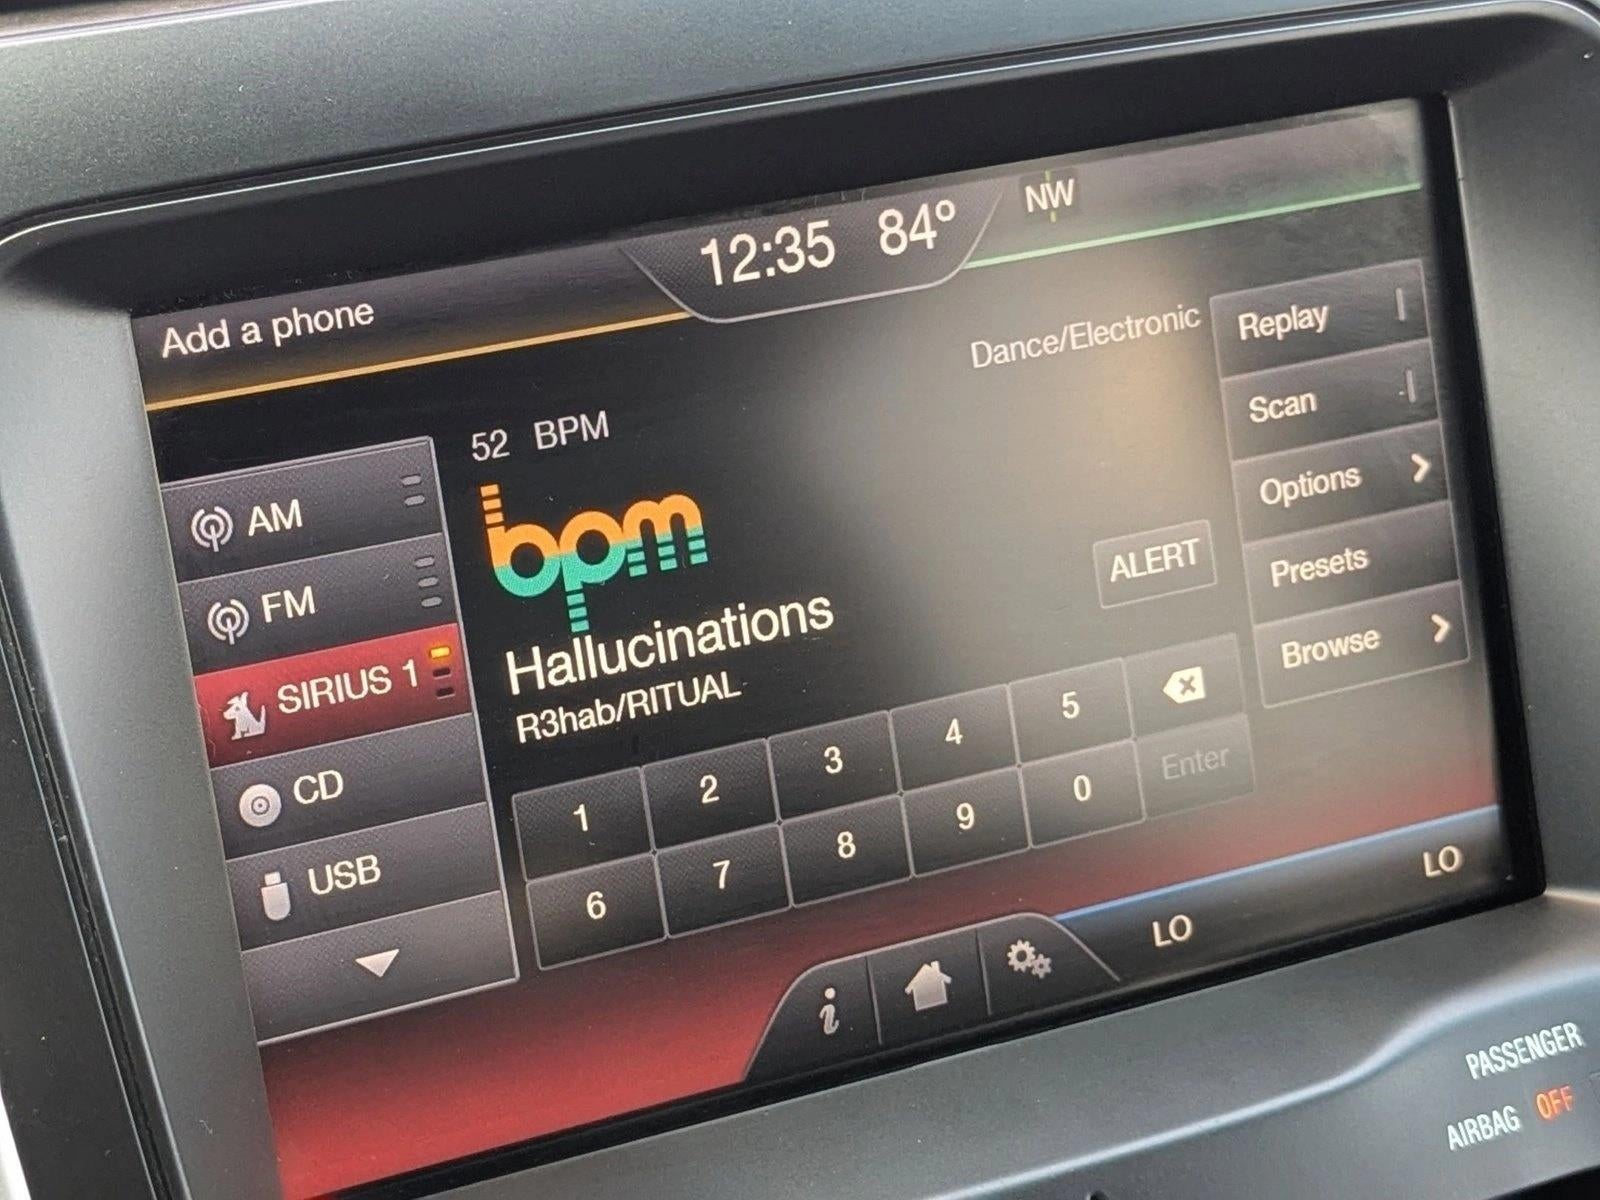 Add a phone
12:35 84°
NW
AM
FM
SIRIUS 1
CD
USB
52 BPM
Dance/Electronic
bpm
Hallucinations
R3hab/RITUAL
ALERT
Replay
Scan
Options
Presets
Browse
1 2 3 4 5
6 7 8 9 0 Enter
i
LO
LO
PASSENGER
AIRBAG OFF